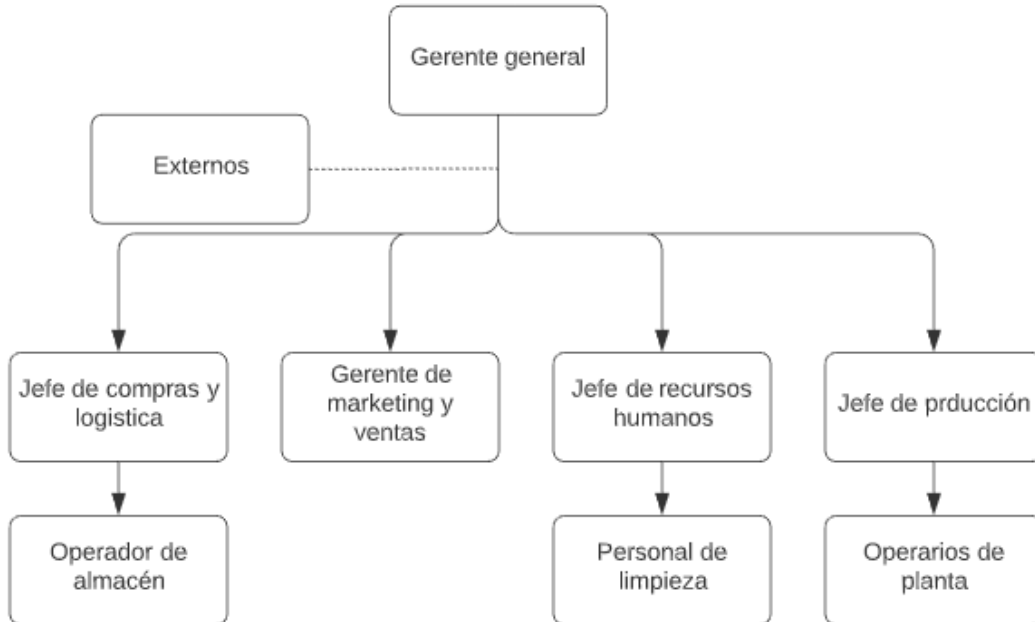 Gerente general
Externos
Jefe de compras y
logistica
Gerente de
marketing y
ventas
Jefe de recursos
humanos
Jefe de prducción
Operador de
almacén
Personal de
limpieza
Operarios de
planta